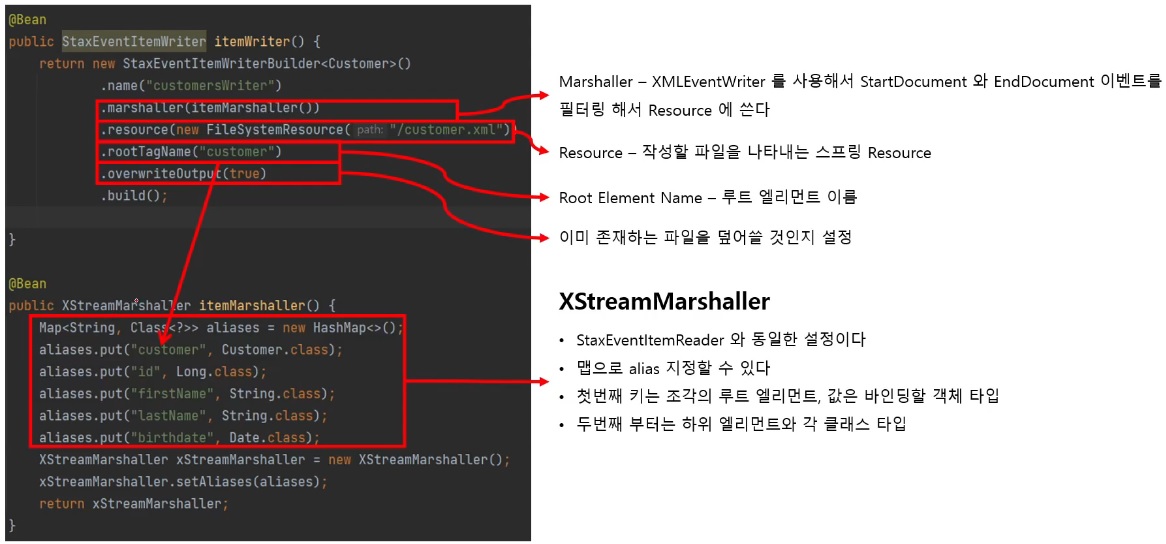 @Bean
public StaxEventItemWriter itemWriter() {
return new StaxEventItemWriterBuilder<Customer>()
.name("customersWriter")
.marshaller(itemMarshaller())
.resource(new FileSystemResource( path: "/customer.xml"))
.rootTagName("customer")
.overwriteOutput(true)
.build();
}
@Bean
public XStreamMarshaller itemMarshaller() {
Map<String, Class<?>> aliases = new HashMap<>();
aliases.put("customer", Customer.class);
aliases.put("id", Long.class);
aliases.put("firstName", String.class);
aliases.put("lastName", String.class);
aliases.put("birthdate", Date.class);
XStreamMarshaller xStreamMarshaller = new XStreamMarshaller();
xStreamMarshaller.setAliases(aliases);
return xStreamMarshaller;
}
Marshaller – XMLEventWriter 를 사용해서 StartDocument 와 EndDocument 이벤트를
필터링 해서 Resource 에 쓴다
Resource – 작성할 파일을 나타내는 스프링 Resource
Root Element Name – 루트 엘리먼트 이름
이미 존재하는 파일을 덮어쓸 것인지 설정
XStreamMarshaller
• StaxEventItemReader 와 동일한 설정이다
• 맵으로 alias 지정할 수 있다
• 첫번째 키는 조각의 루트 엘리먼트, 값은 바인딩할 객체 타입
• 두번째 부터는 하위 엘리먼트와 각 클래스 타입